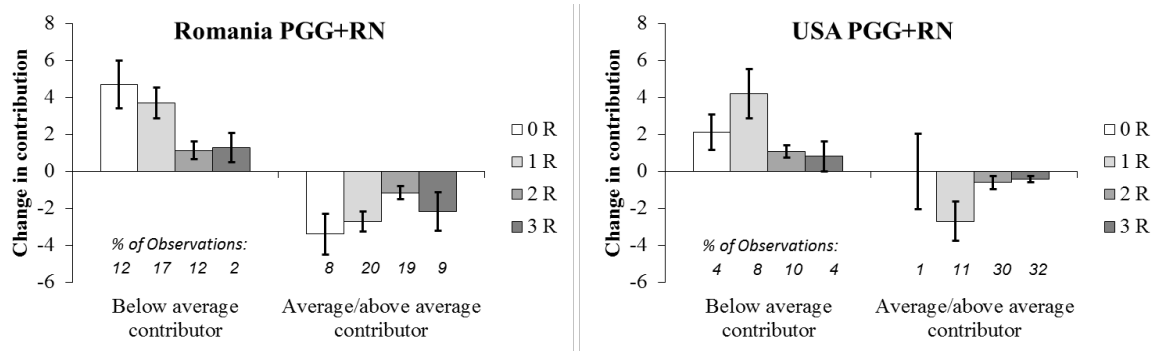 Romania PGG+RN
Change in contribution
8
6
4
2
0
-2
-4
-6
0 R
1 R
2 R
3 R
% of Observations:
12 17 12 2 8 20 19 9
Below average contributor
Average/above average contributor
USA PGG+RN
Change in contribution
8
6
4
2
0
-2
-4
-6
0 R
1 R
2 R
3 R
% of Observations:
4 8 10 4 1 11 30 32
Below average contributor
Average/above average contributor